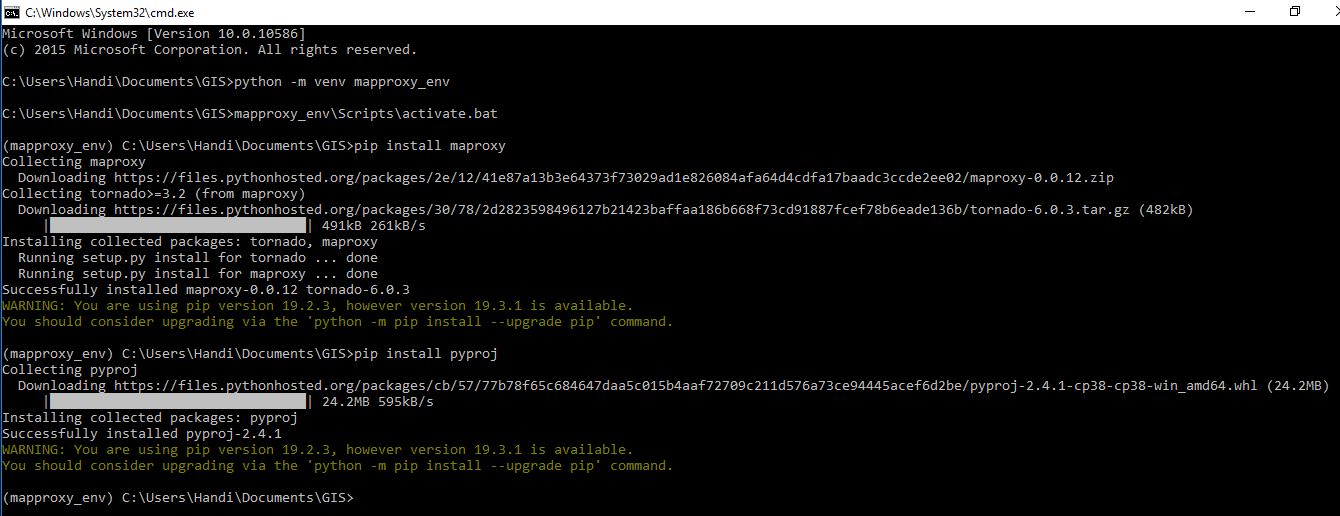 C:\Windows\System32\cmd.exe
Microsoft Windows [Version 10.0.10586]
(c) 2015 Microsoft Corporation. All rights reserved.
C:\Users\Handi\Documents\GIS>python -m venv mapproxy_env
C:\Users\Handi\Documents\GIS>mapproxy_env\Scripts\activate.bat
(mapproxy_env) C:\Users\Handi\Documents\GIS>pip install maproxy
Collecting maproxy
  Downloading https://files.pythonhosted.org/packages/2e/12/41e87a13b3e64373f73029ad1e826084afa64d4cdfa17baadc3ccde2ee02/maproxy-0.0.12.zip
Collecting tornado>=3.2 (from maproxy)
  Downloading https://files.pythonhosted.org/packages/30/78/2d2823598496127b21423baffaa186b668f73cd91887fcef78b6eade136b/tornado-6.0.3.tar.gz (482kB)
     |████████████████████████████████| 491kB 261kB/s
Installing collected packages: tornado, maproxy
  Running setup.py install for tornado ... done
  Running setup.py install for maproxy ... done
Successfully installed maproxy-0.0.12 tornado-6.0.3
WARNING: You are using pip version 19.2.3, however version 19.3.1 is available.
You should consider upgrading via the 'python -m pip install --upgrade pip' command.
(mapproxy_env) C:\Users\Handi\Documents\GIS>pip install pyproj
Collecting pyproj
  Downloading https://files.pythonhosted.org/packages/cb/57/77b78f65c684647daa5c015b4aaf72709c211d576a73ce94445acef6d2be/pyproj-2.4.1-cp38-cp38-win_amd64.whl (24.2MB)
     |████████████████████████████████| 24.2MB 595kB/s
Installing collected packages: pyproj
Successfully installed pyproj-2.4.1
WARNING: You are using pip version 19.2.3, however version 19.3.1 is available.
You should consider upgrading via the 'python -m pip install --upgrade pip' command.
(mapproxy_env) C:\Users\Handi\Documents\GIS>